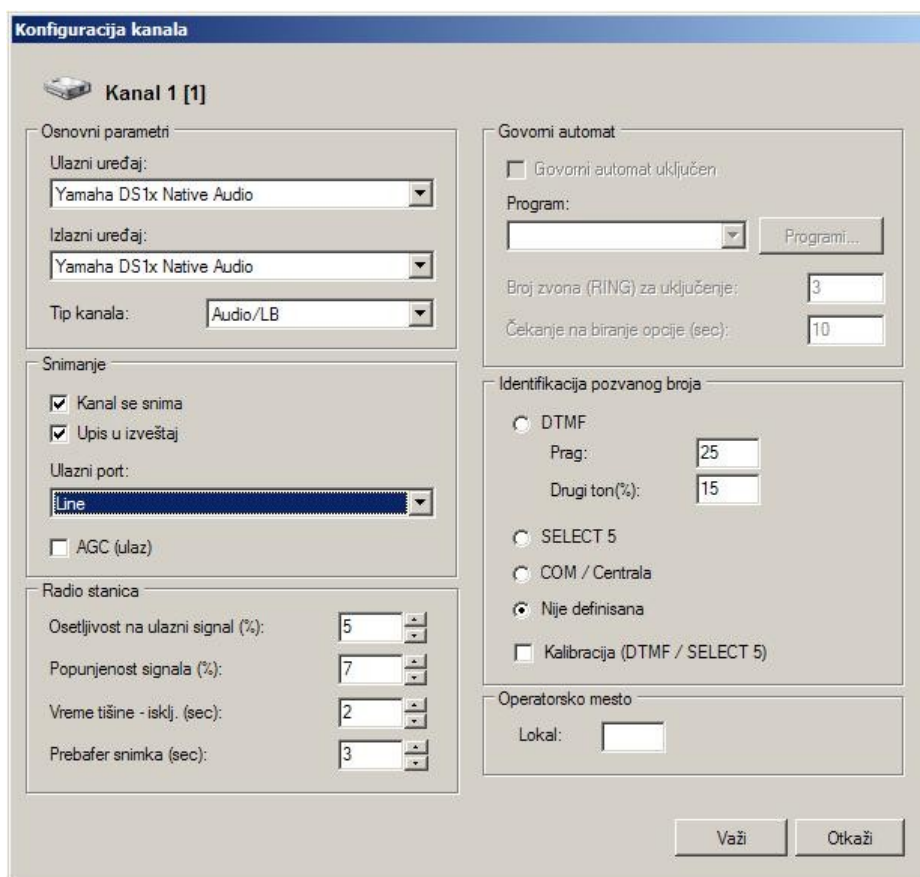 Konfiguracija kanala
Kanal 1 [1]
Osnovni parametri
Ulazni uređaj:
Yamaha DS1x Native Audio
Izlazni uređaj:
Yamaha DS1x Native Audio
Tip kanala:
Audio/LB
Snimanje
Kanal se snima
Upis u izveštaj
Ulazni port:
Line
AGC (ulaz)
Radio stanica
Osetljivost na ulazni signal (%):
5
Popunjenost signala (%):
7
Vreme tišine - isklj. (sec):
2
Prebafer snimka (sec):
3
Govorni automat
Govorni automat uključen
Program:
Programi...
Broj zvona (RING) za uključenje:
3
Čekanje na biranje opcije (sec):
10
Identifikacija pozvanog broja
DTMF
Prag:
25
Drugi ton(%):
15
SELECT 5
COM / Centrala
Nije definisana
Kalibracija (DTMF / SELECT 5)
Operatorsko mesto
Lokal:
Važi
Otkaži